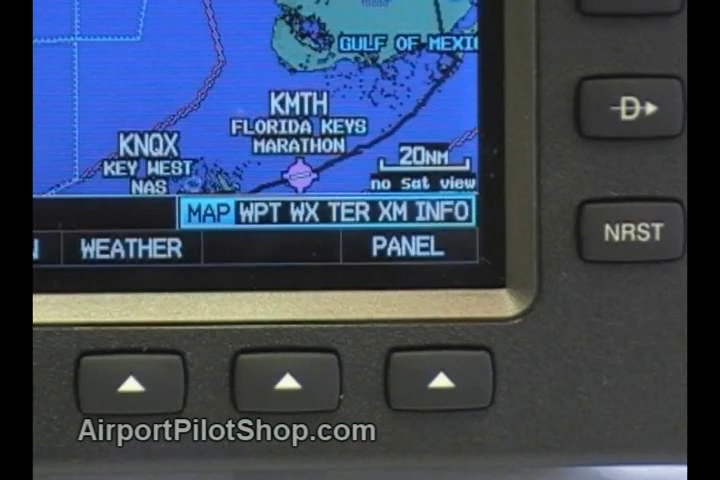 GULF OF MEXI
KMTH
FLORIDA KEYS
MARATHON
KNQX
KEY WEST
NAS
20NM
no Sat view
MAP WPT WX TER XM INFO
WEATHER
PANEL
D
NRST
AirportPilotShop.com